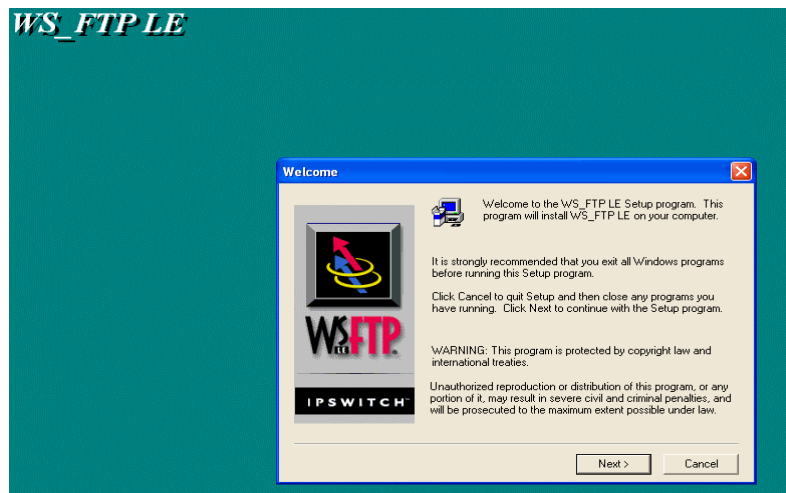 WS_FTP LE
Welcome
Welcome to the WS_FTP LE Setup program. This
program will install WS_FTP LE on your computer.
It is strongly recommended that you exit all Windows programs
before running this Setup program.
Click Cancel to quit Setup and then close any programs you
have running. Click Next to continue with the Setup program.
WS FTP
LE
IPSWITCH
WARNING: This program is protected by copyright law and
international treaties.
Unauthorized reproduction or distribution of this program, or any
portion of it, may result in severe civil and criminal penalties, and
will be prosecuted to the maximum extent possible under law.
Next >
Cancel